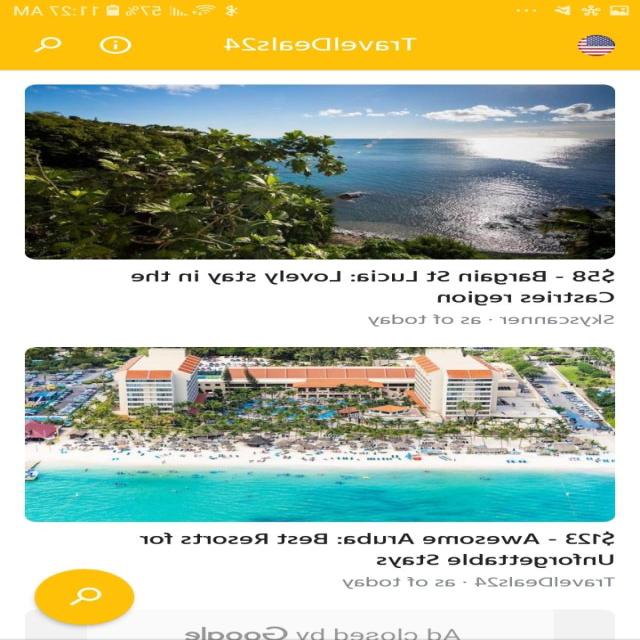 57% 11:27 AM
TravelDeals24
$58 - Bargain St Lucia: Lovely stay in the
Castries region
Skyscanner · as of today
$123 - Awesome Aruba: Best Resorts for
Unforgettable Stays
TravelDeals24 · as of today
Ad closed by Google